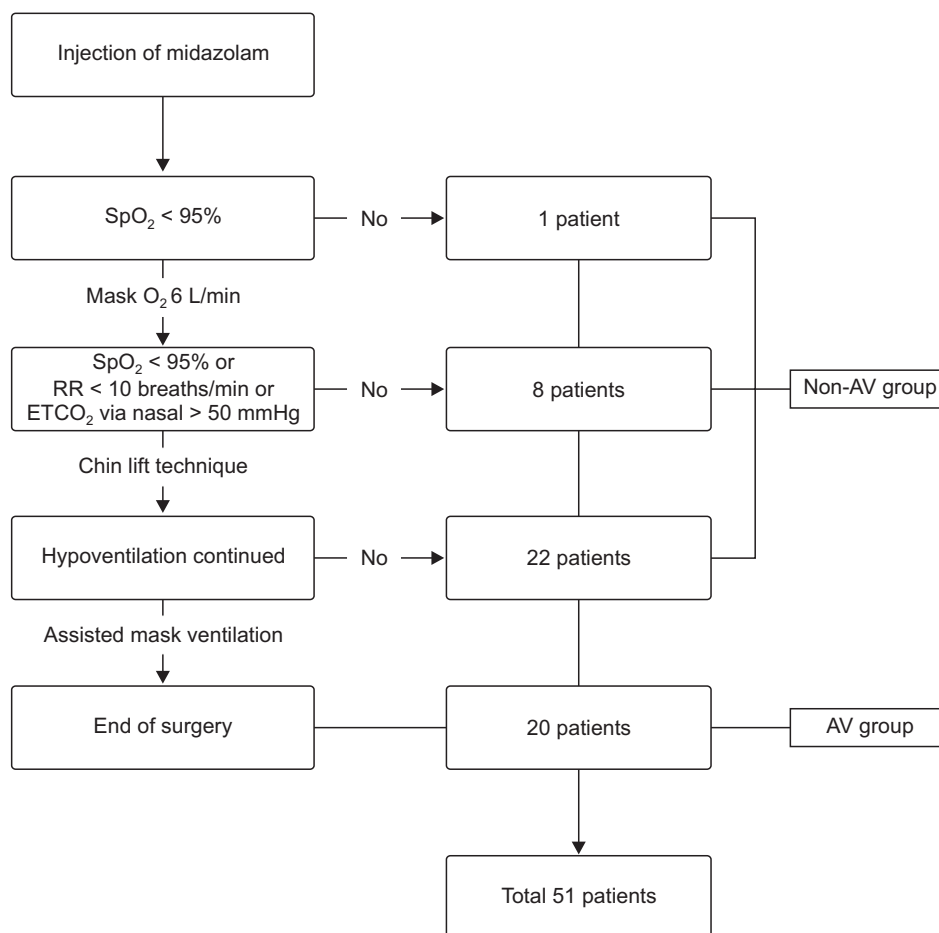 Injection of midazolam
SpO₂ < 95%
No
1 patient
Mask O₂ 6 L/min
SpO₂ < 95% or
RR < 10 breaths/min or
ETCO₂ via nasal > 50 mmHg
No
8 patients
Non-AV group
Chin lift technique
Hypoventilation continued
No
22 patients
Assisted mask ventilation
End of surgery
20 patients
AV group
Total 51 patients